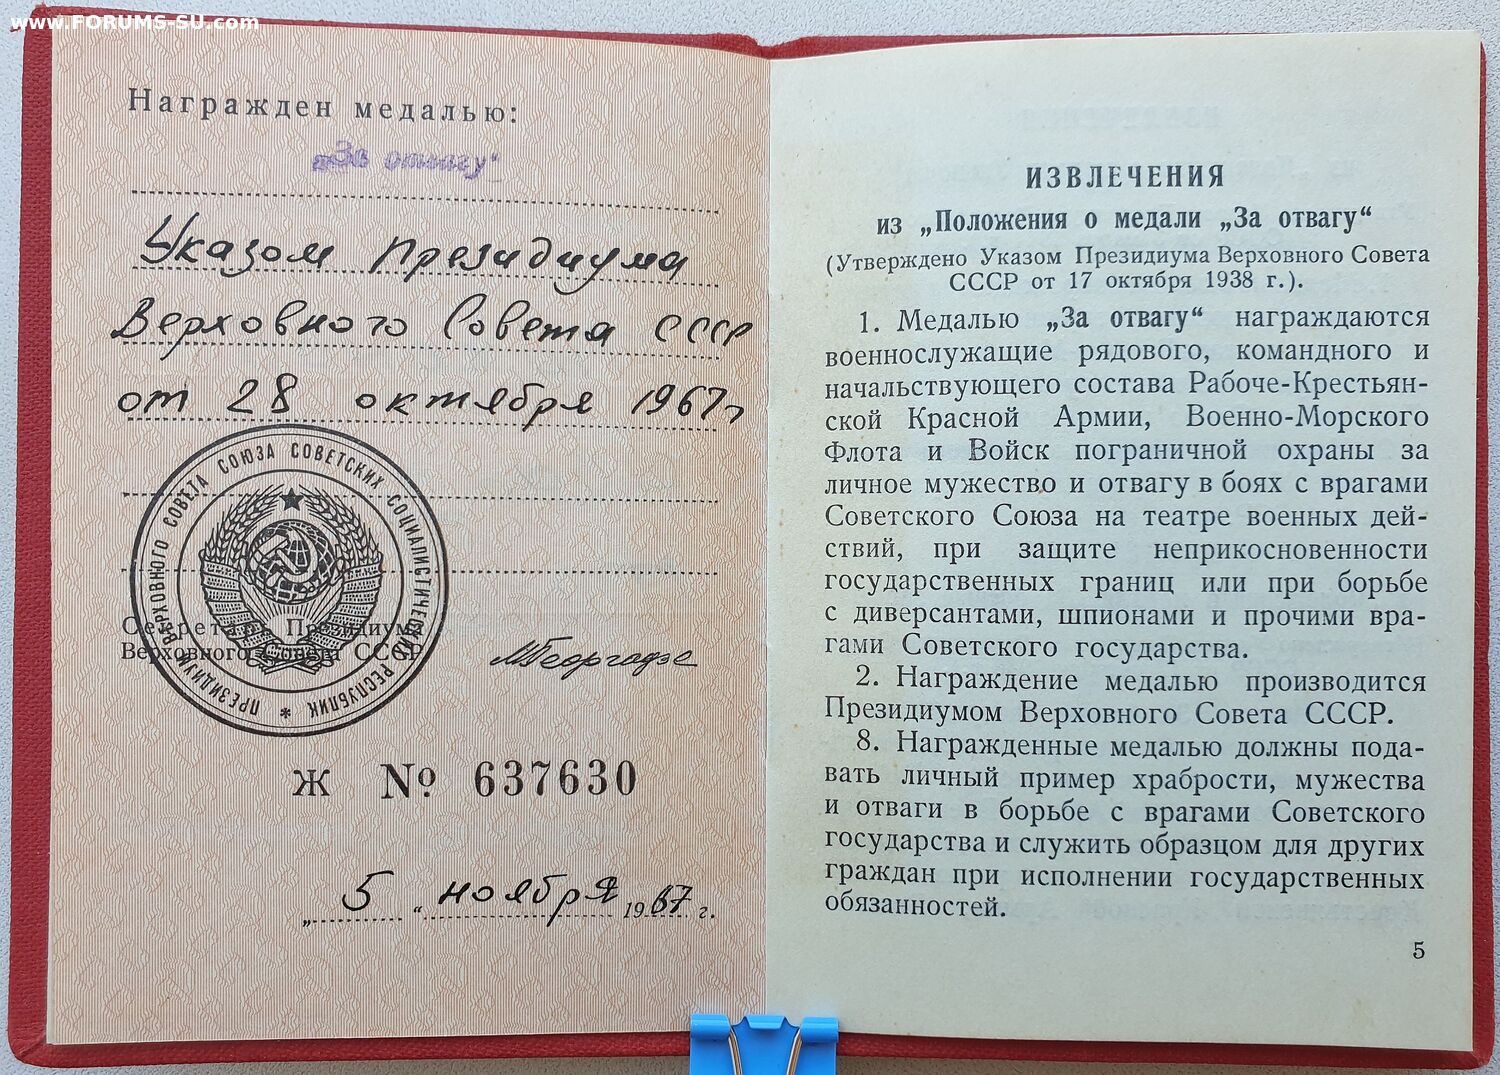 www.FORUMS-SU.com
Награжден медалью:
„За отвагу"
Указом Президиума
Верховного Совета СССР
от 28 октября 1967г
ПРЕЗИДИУМ ВЕРХОВНОГО СОВЕТА СОЮЗА СОВЕТСКИХ СОЦИАЛИСТИЧЕСКИХ РЕСПУБЛИК *
Секретарь Президиума
Верховного Совета СССР
МГеоргадзе
Ж № 637630
„5" ноября 1967 г.
ИЗВЛЕЧЕНИЯ
из „Положения о медали „За отвагу“
(Утверждено Указом Президиума Верховного Совета
СССР от 17 октября 1938 г.).
1. Медалью „За отвагу“ награждаются
военнослужащие рядового, командного и
начальствующего состава Рабоче-Крестьян-
ской Красной Армии, Военно-Морского
Флота и Войск пограничной охраны за
личное мужество и отвагу в боях с врагами
Советского Союза на театре военных дей-
ствий, при защите неприкосновенности
государственных границ или при борьбе
с диверсантами, шпионами и прочими вра-
гами Советского государства.
2. Награждение медалью производится
Президиумом Верховного Совета СССР.
8. Награжденные медалью должны пода-
вать личный пример храбрости, мужества
и отваги в борьбе с врагами Советского
государства и служить образцом для других
граждан при исполнении государственных
обязанностей.
5